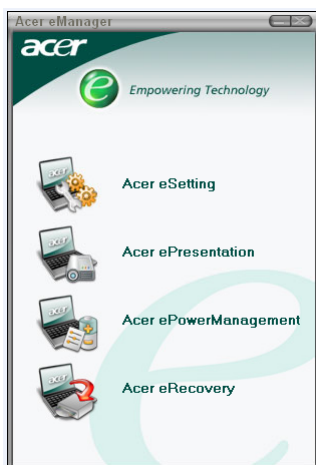 Acer eManager
acer
e Empowering Technology
Acer eSetting
Acer ePresentation
Acer ePowerManagement
Acer eRecovery